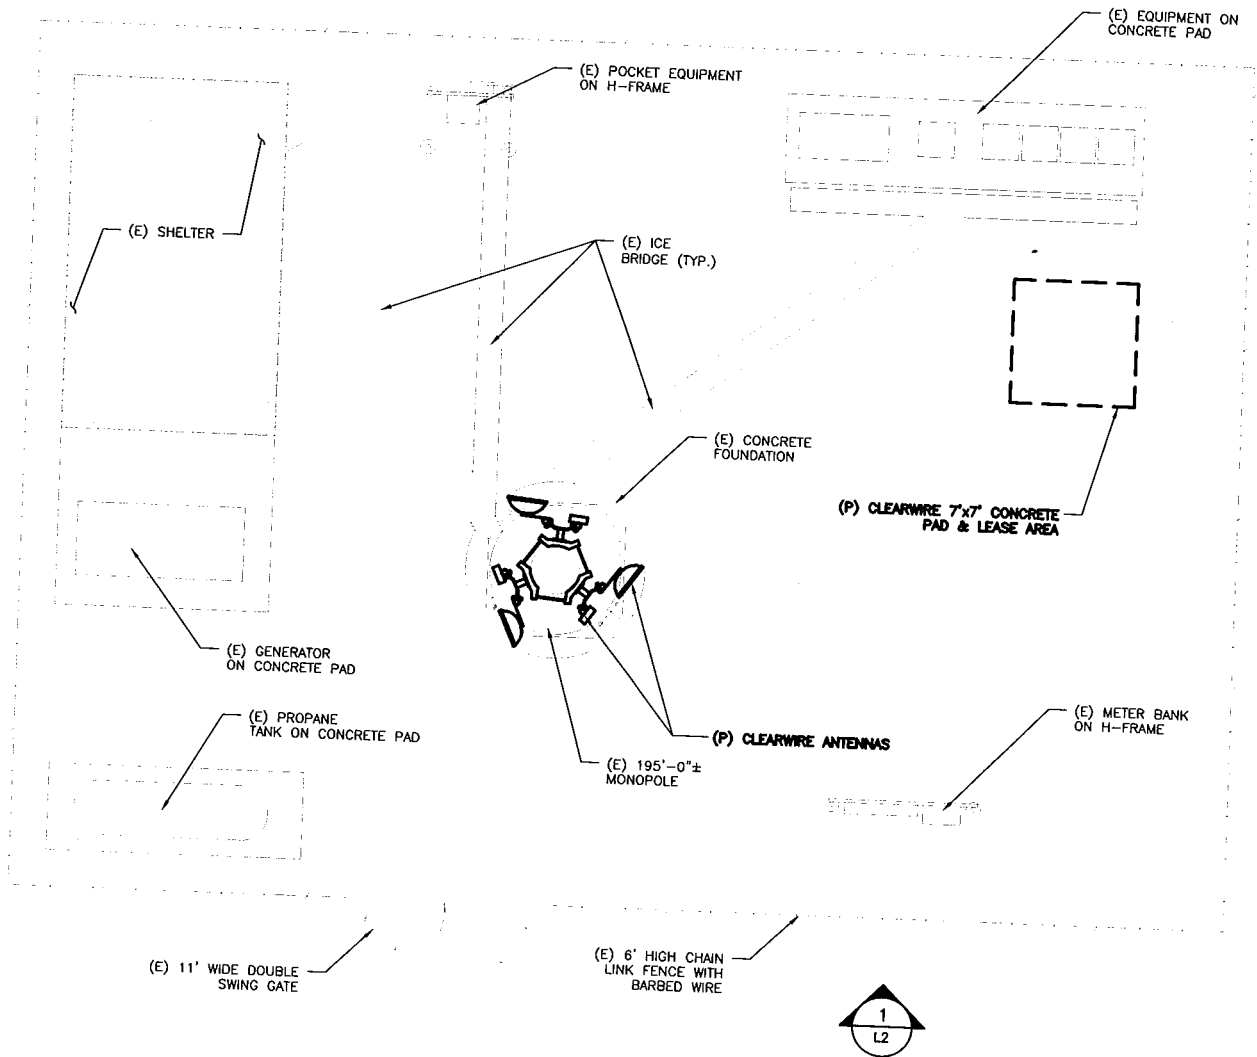 (E) EQUIPMENT ON
CONCRETE PAD
(E) POCKET EQUIPMENT
ON H-FRAME
(E) SHELTER
(E) ICE
BRIDGE (TYP.)
(E) CONCRETE
FOUNDATION
(P) CLEARWIRE 7'x7' CONCRETE
PAD & LEASE AREA
(E) GENERATOR
ON CONCRETE PAD
(E) PROPANE
TANK ON CONCRETE PAD
(E) METER BANK
ON H-FRAME
(P) CLEARWIRE ANTENNAS
(E) 195'-0"±
MONOPOLE
(E) 11' WIDE DOUBLE
SWING GATE
(E) 6' HIGH CHAIN
LINK FENCE WITH
BARBED WIRE
1
L2